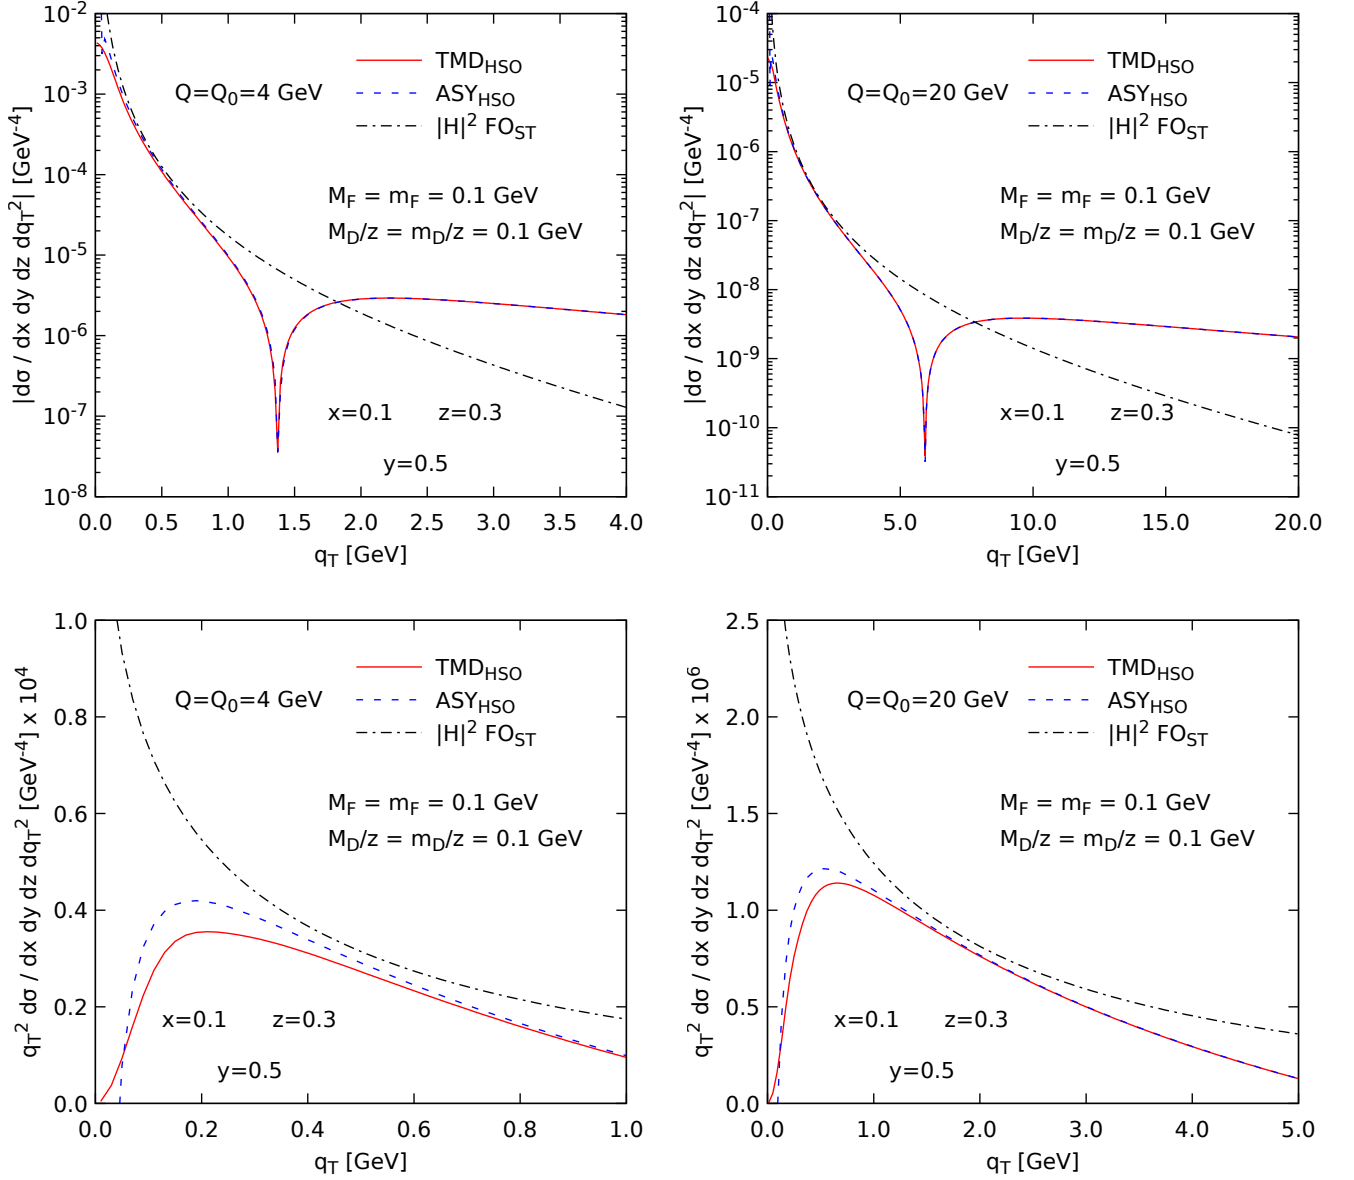 |dσ / dx dy dz dq_T^2| [GeV^-4]
10^-2
10^-3
10^-4
10^-5
10^-6
10^-7
10^-8
TMD_HSO
ASY_HSO
|H|^2 FO_ST
Q=Q_0=4 GeV
M_F = m_F = 0.1 GeV
M_D/z = m_D/z = 0.1 GeV
x=0.1 z=0.3
y=0.5
0.0 0.5 1.0 1.5 2.0 2.5 3.0 3.5 4.0
q_T [GeV]
|dσ / dx dy dz dq_T^2| [GeV^-4]
10^-4
10^-5
10^-6
10^-7
10^-8
10^-9
10^-10
10^-11
TMD_HSO
ASY_HSO
|H|^2 FO_ST
Q=Q_0=20 GeV
M_F = m_F = 0.1 GeV
M_D/z = m_D/z = 0.1 GeV
x=0.1 z=0.3
y=0.5
0.0 5.0 10.0 15.0 20.0
q_T [GeV]
q_T^2 dσ / dx dy dz dq_T^2 [GeV^-4] x 10^4
1.0
0.8
0.6
0.4
0.2
0.0
TMD_HSO
ASY_HSO
|H|^2 FO_ST
Q=Q_0=4 GeV
M_F = m_F = 0.1 GeV
M_D/z = m_D/z = 0.1 GeV
x=0.1 z=0.3
y=0.5
0.0 0.2 0.4 0.6 0.8 1.0
q_T [GeV]
q_T^2 dσ / dx dy dz dq_T^2 [GeV^-4] x 10^6
2.5
2.0
1.5
1.0
0.5
0.0
TMD_HSO
ASY_HSO
|H|^2 FO_ST
Q=Q_0=20 GeV
M_F = m_F = 0.1 GeV
M_D/z = m_D/z = 0.1 GeV
x=0.1 z=0.3
y=0.5
0.0 1.0 2.0 3.0 4.0 5.0
q_T [GeV]